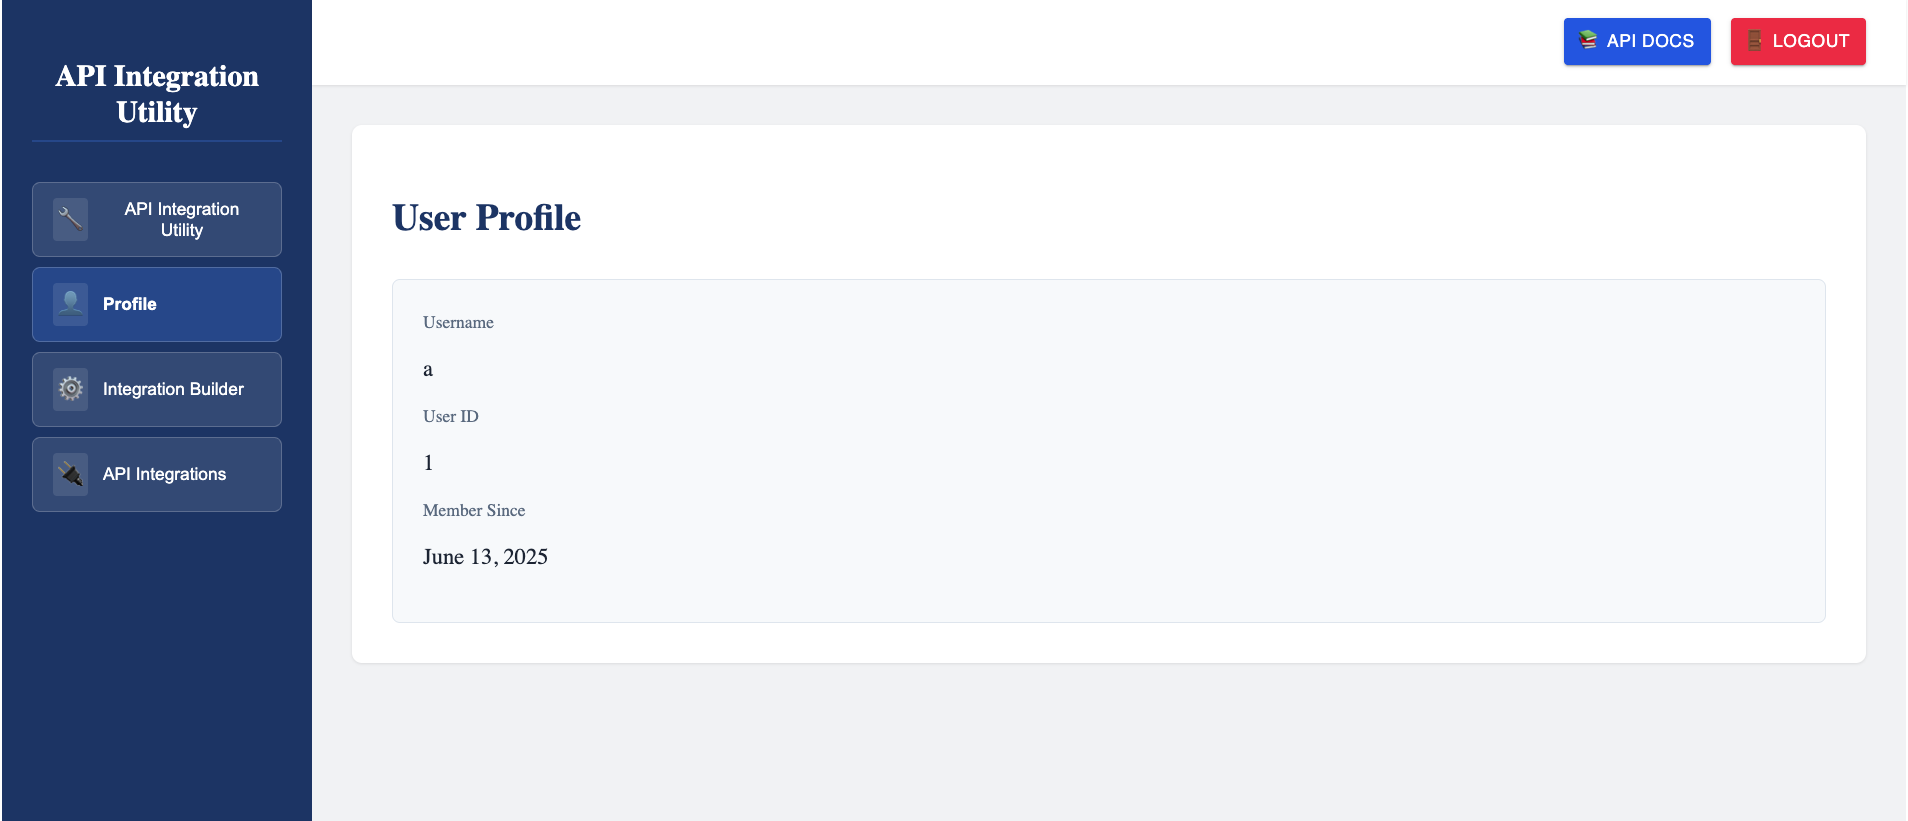 API Integration
Utility
API Integration
Utility
Profile
Integration Builder
API Integrations
API DOCS
LOGOUT
User Profile
Username
a
User ID
1
Member Since
June 13, 2025